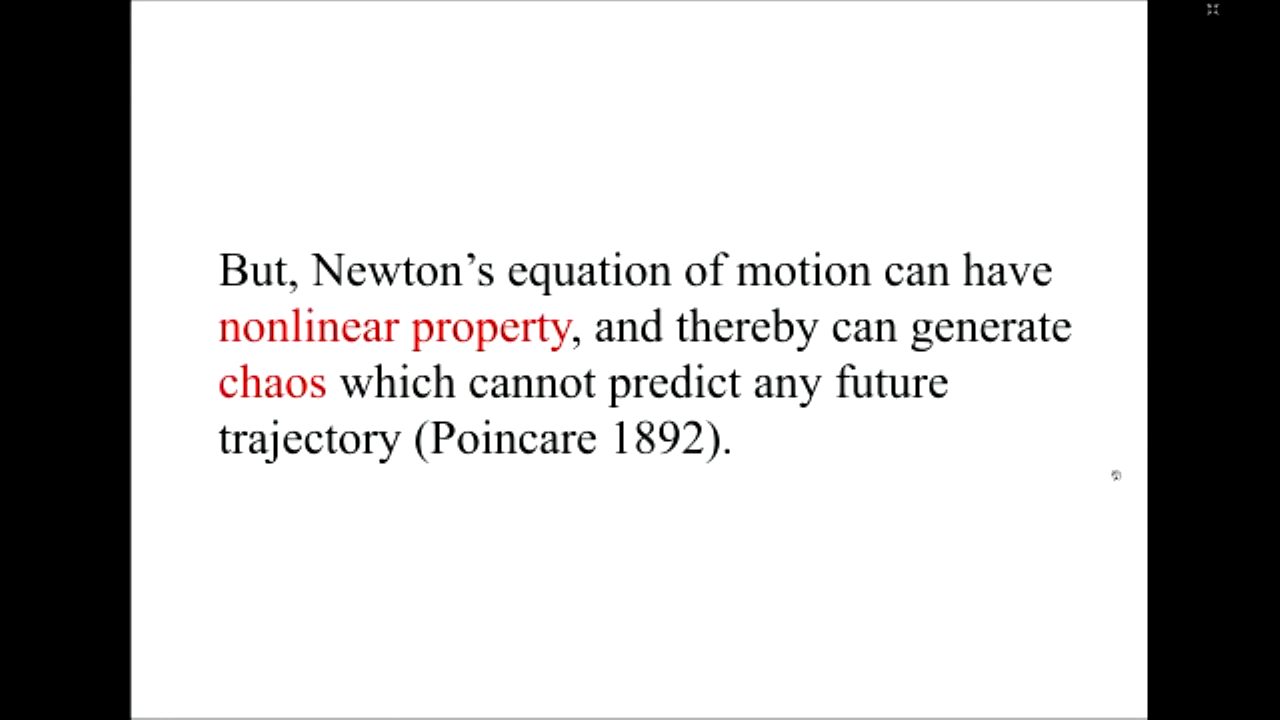 But, Newton’s equation of motion can have
nonlinear property, and thereby can generate
chaos which cannot predict any future
trajectory (Poincare 1892).